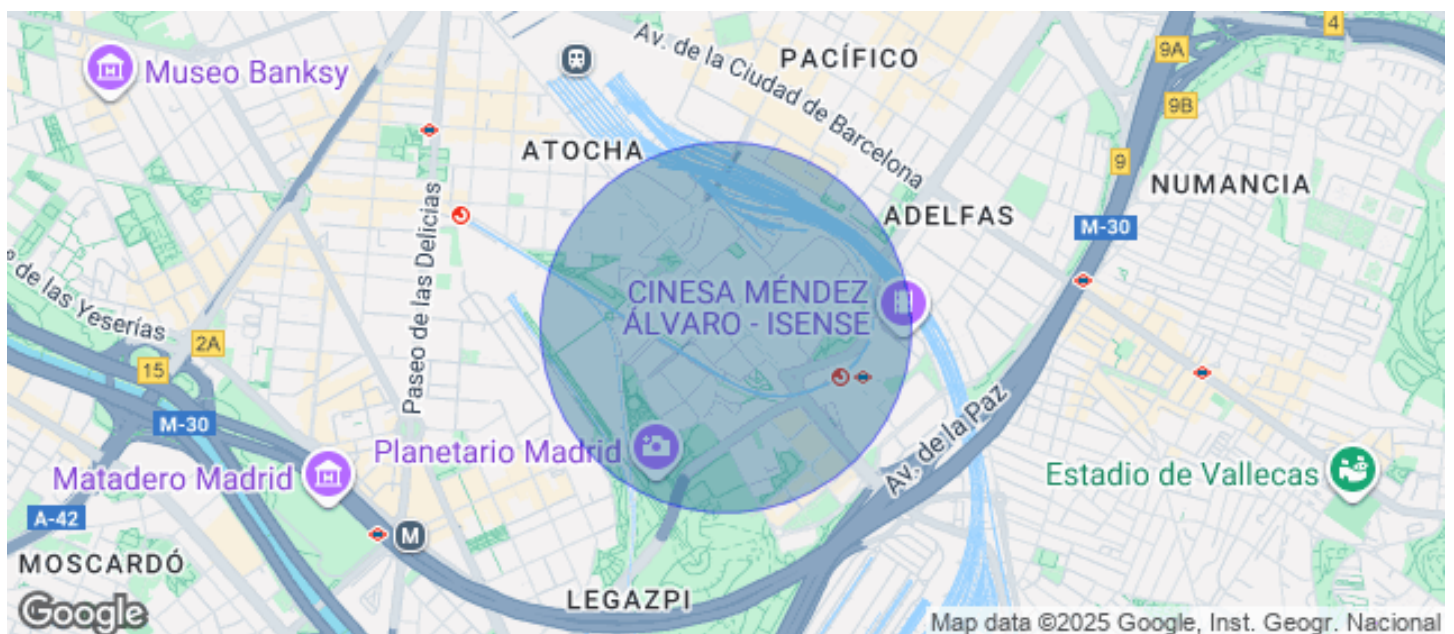 Museo Banksy
Av. de la Ciudad de Barcelona
PACÍFICO
9A
4
9B
ATOCHA
9
NUMANCIA
ADELFAS
M-30
Paseo de las Delicias
º de las Yeserías
CINESA MÉNDEZ
ÁLVARO - ISENSE
2A
15
M-30
Planetario Madrid
Av. de la Paz
Matadero Madrid
Estadio de Vallecas
A-42
M
MOSCARDÓ
LEGAZPI
Google
Map data ©2025 Google, Inst. Geogr. Nacional